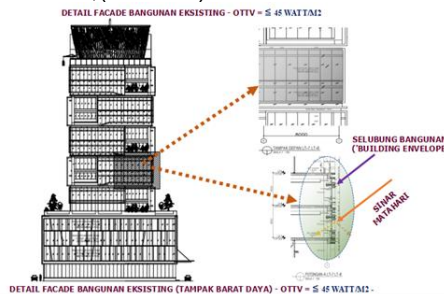 DETAIL FACADE BANGUNAN EKSISTING - OTTV = ≦ 45 WATT/M2
SELUBUNG BANGUNAN
("BUILDING ENVELOPE
SINAR
MATAHARI
DETAIL FACADE BANGUNAN EKSISTING (TAMPAK BARAT DAYA) - OTTV = ≦ 45 WATT/M2 -